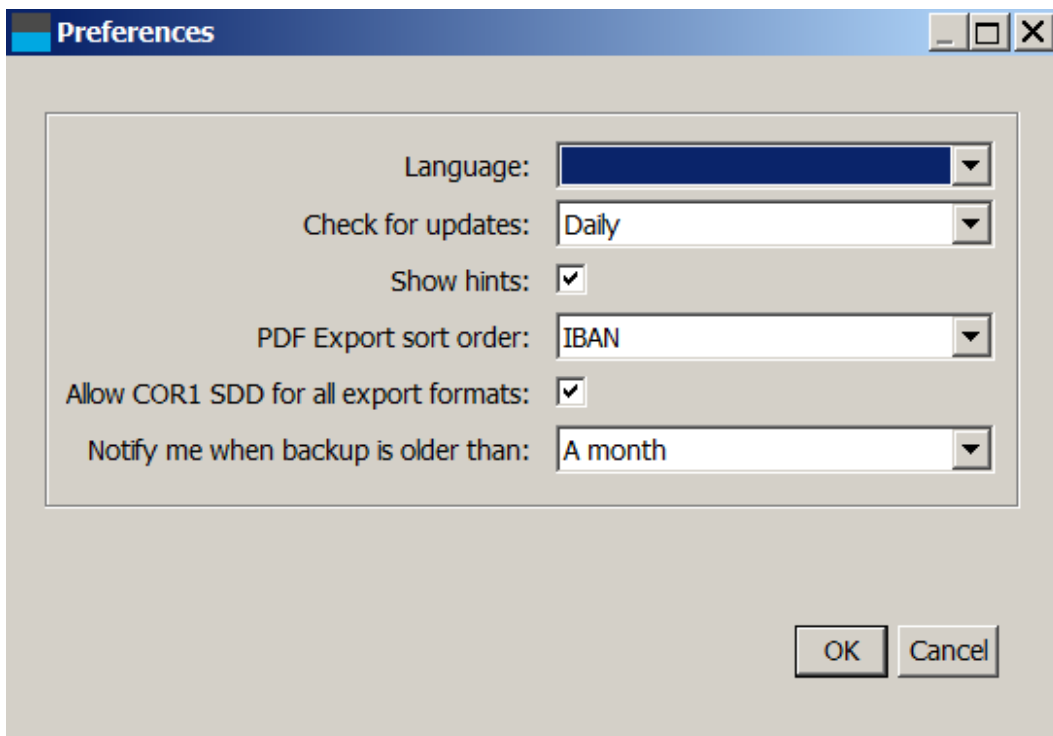 Preferences
Language:
Check for updates: Daily
Show hints:
PDF Export sort order: IBAN
Allow COR1 SDD for all export formats:
Notify me when backup is older than: A month
OK Cancel